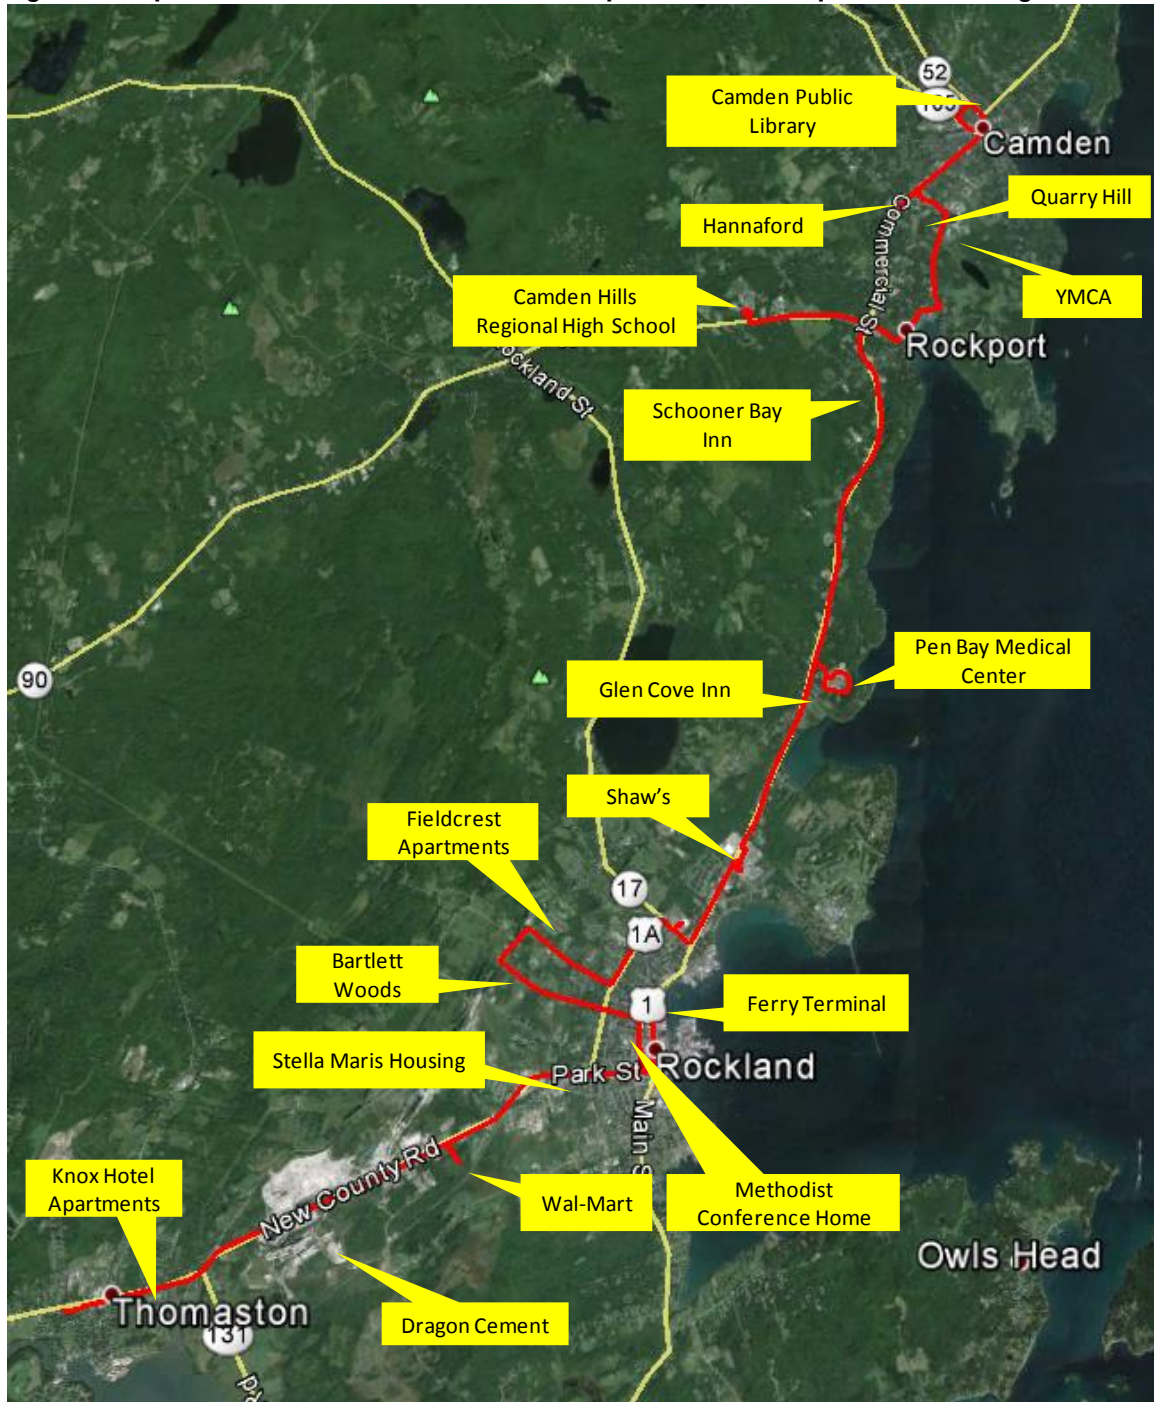 52
Camden Public
Library
Camden
Quarry Hill
Hannaford
Commercial St
YMCA
Camden Hills
Regional High School
Rockport
Rockland St
Schooner Bay
Inn
90
Pen Bay Medical
Center
Glen Cove Inn
Shaw's
Fieldcrest
Apartments
17
1A
Bartlett
Woods
1
Ferry Terminal
Stella Maris Housing
Park St
Rockland
Main S
New County Rd
Knox Hotel
Apartments
Wal-Mart
Methodist
Conference Home
Owls Head
Thomaston
131
Dragon Cement